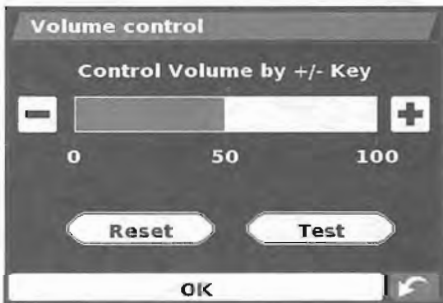 Volume control
Control Volume by +/- Key
0 50 100
Reset Test
OK